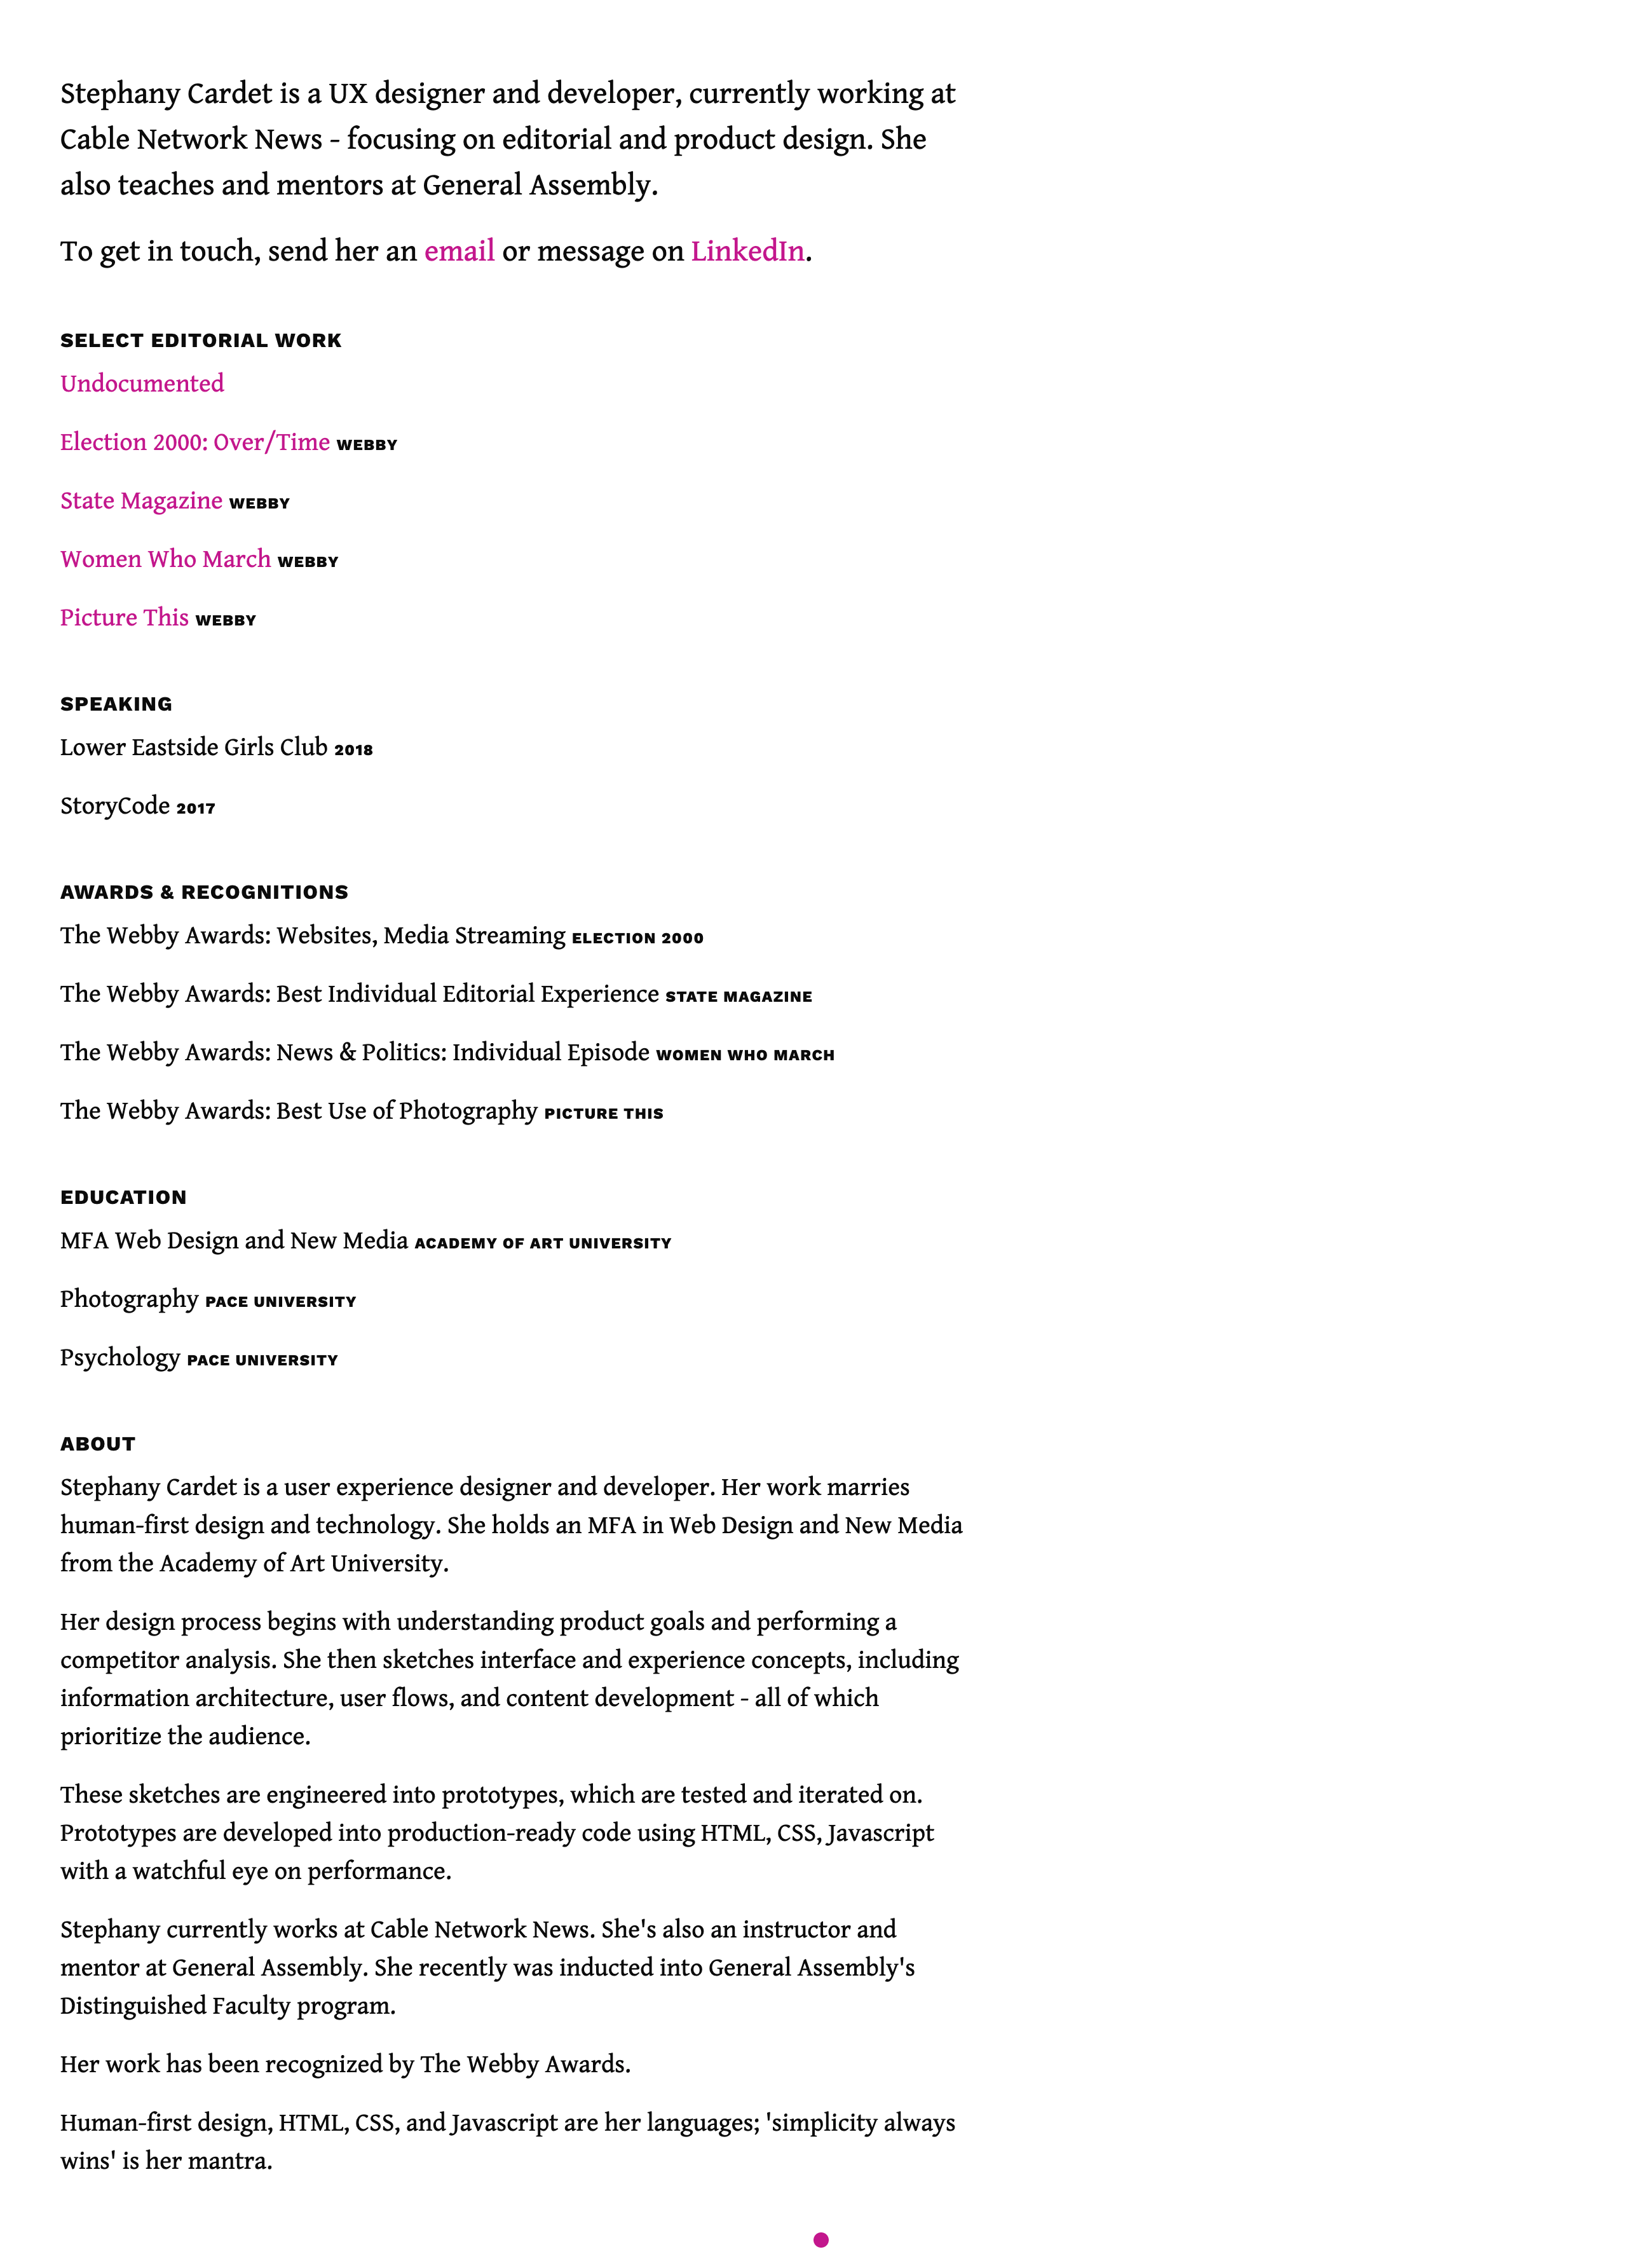 Stephany Cardet is a UX designer and developer, currently working at
Cable Network News - focusing on editorial and product design. She
also teaches and mentors at General Assembly.
To get in touch, send her an email or message on LinkedIn.
SELECT EDITORIAL WORK
Undocumented
Election 2000: Over/Time WEBBY
State Magazine WEBBY
Women Who March WEBBY
Picture This WEBBY
SPEAKING
Lower Eastside Girls Club 2018
StoryCode 2017
AWARDS & RECOGNITIONS
The Webby Awards: Websites, Media Streaming ELECTION 2000
The Webby Awards: Best Individual Editorial Experience STATE MAGAZINE
The Webby Awards: News & Politics: Individual Episode WOMEN WHO MARCH
The Webby Awards: Best Use of Photography PICTURE THIS
EDUCATION
MFA Web Design and New Media ACADEMY OF ART UNIVERSITY
Photography PACE UNIVERSITY
Psychology PACE UNIVERSITY
ABOUT
Stephany Cardet is a user experience designer and developer. Her work marries
human-first design and technology. She holds an MFA in Web Design and New Media
from the Academy of Art University.
Her design process begins with understanding product goals and performing a
competitor analysis. She then sketches interface and experience concepts, including
information architecture, user flows, and content development - all of which
prioritize the audience.
These sketches are engineered into prototypes, which are tested and iterated on.
Prototypes are developed into production-ready code using HTML, CSS, Javascript
with a watchful eye on performance.
Stephany currently works at Cable Network News. She's also an instructor and
mentor at General Assembly. She recently was inducted into General Assembly's
Distinguished Faculty program.
Her work has been recognized by The Webby Awards.
Human-first design, HTML, CSS, and Javascript are her languages; 'simplicity always
wins' is her mantra.